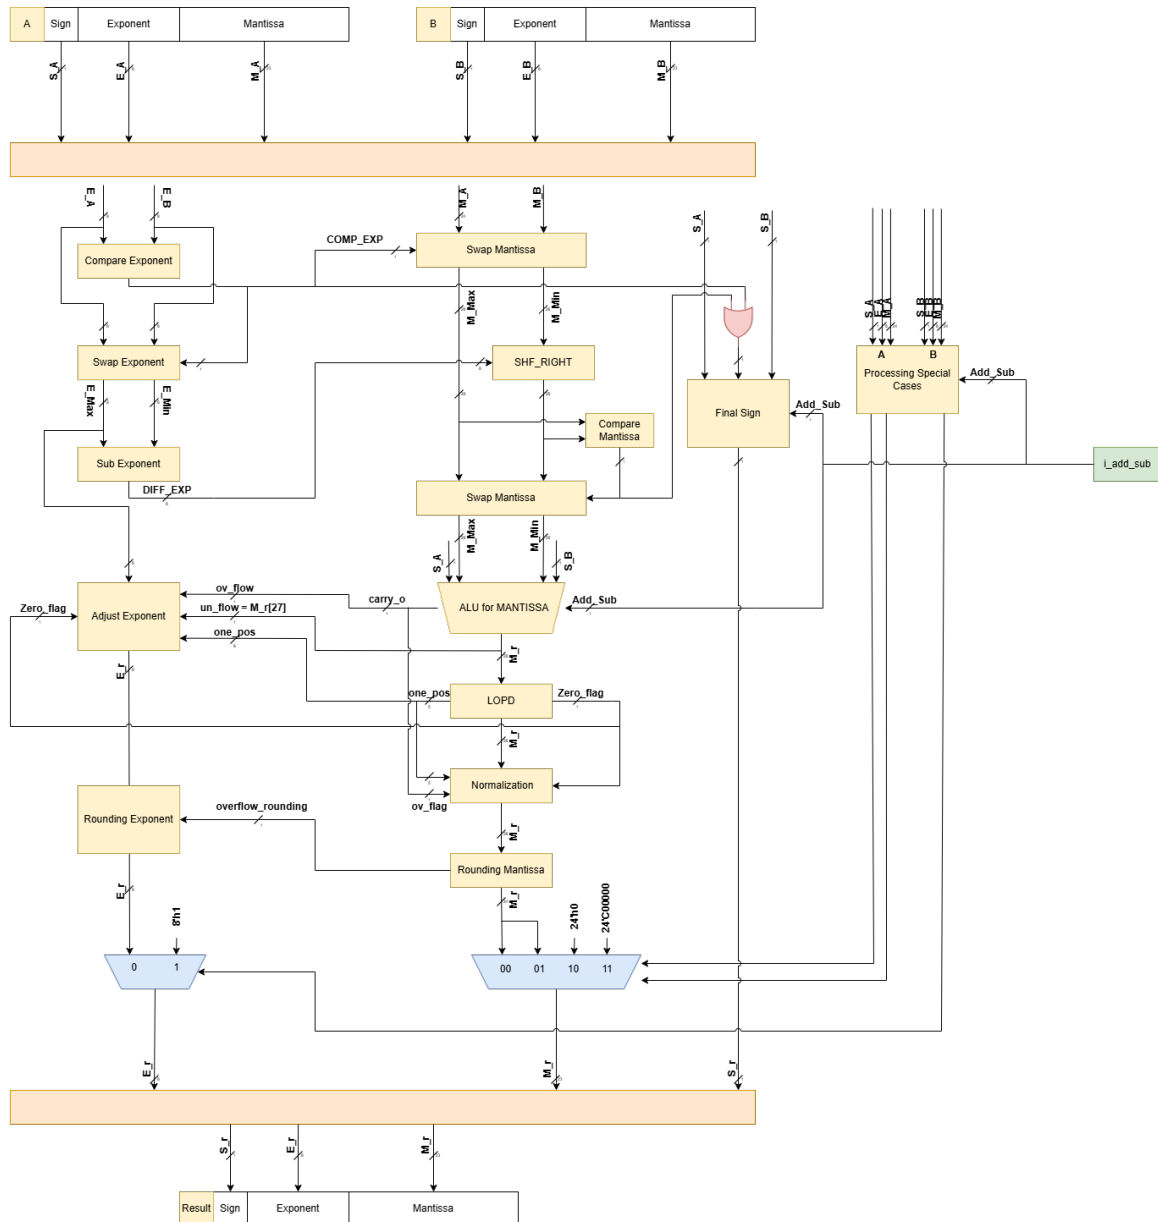 A Sign Exponent Mantissa
B Sign Exponent Mantissa
S_A
E_A
M_A
S_B
E_B
M_B
E_A
E_B
M_A
M_B
S_A
S_B
Compare Exponent
COMP_EXP
Swap Mantissa
M_Max
M_Min
S_A
E_A
M_A
S_B
E_B
M_B
Swap Exponent
SHF_RIGHT
A B
Processing Special
Cases
Add_Sub
E_Max
E_Min
Final Sign
Add_Sub
Compare
Mantissa
Sub Exponent
DIFF_EXP
i_add_sub
Swap Mantissa
M_Max
M_Min
S_A
S_B
Zero_flag
Adjust Exponent
ov_flow
un_flow = M_r[27]
one_pos
carry_o
ALU for MANTISSA
Add_Sub
M_r
E_r
one_pos
LOPD
Zero_flag
M_r
Normalization
ov_flag
M_r
Rounding Exponent
overflow_rounding
Rounding Mantissa
E_r
8'h1
M_r
24'h0
24'C00000
0 1
00 01 10 11
E_r
M_r
S_r
S_r
E_r
M_r
Result Sign Exponent Mantissa